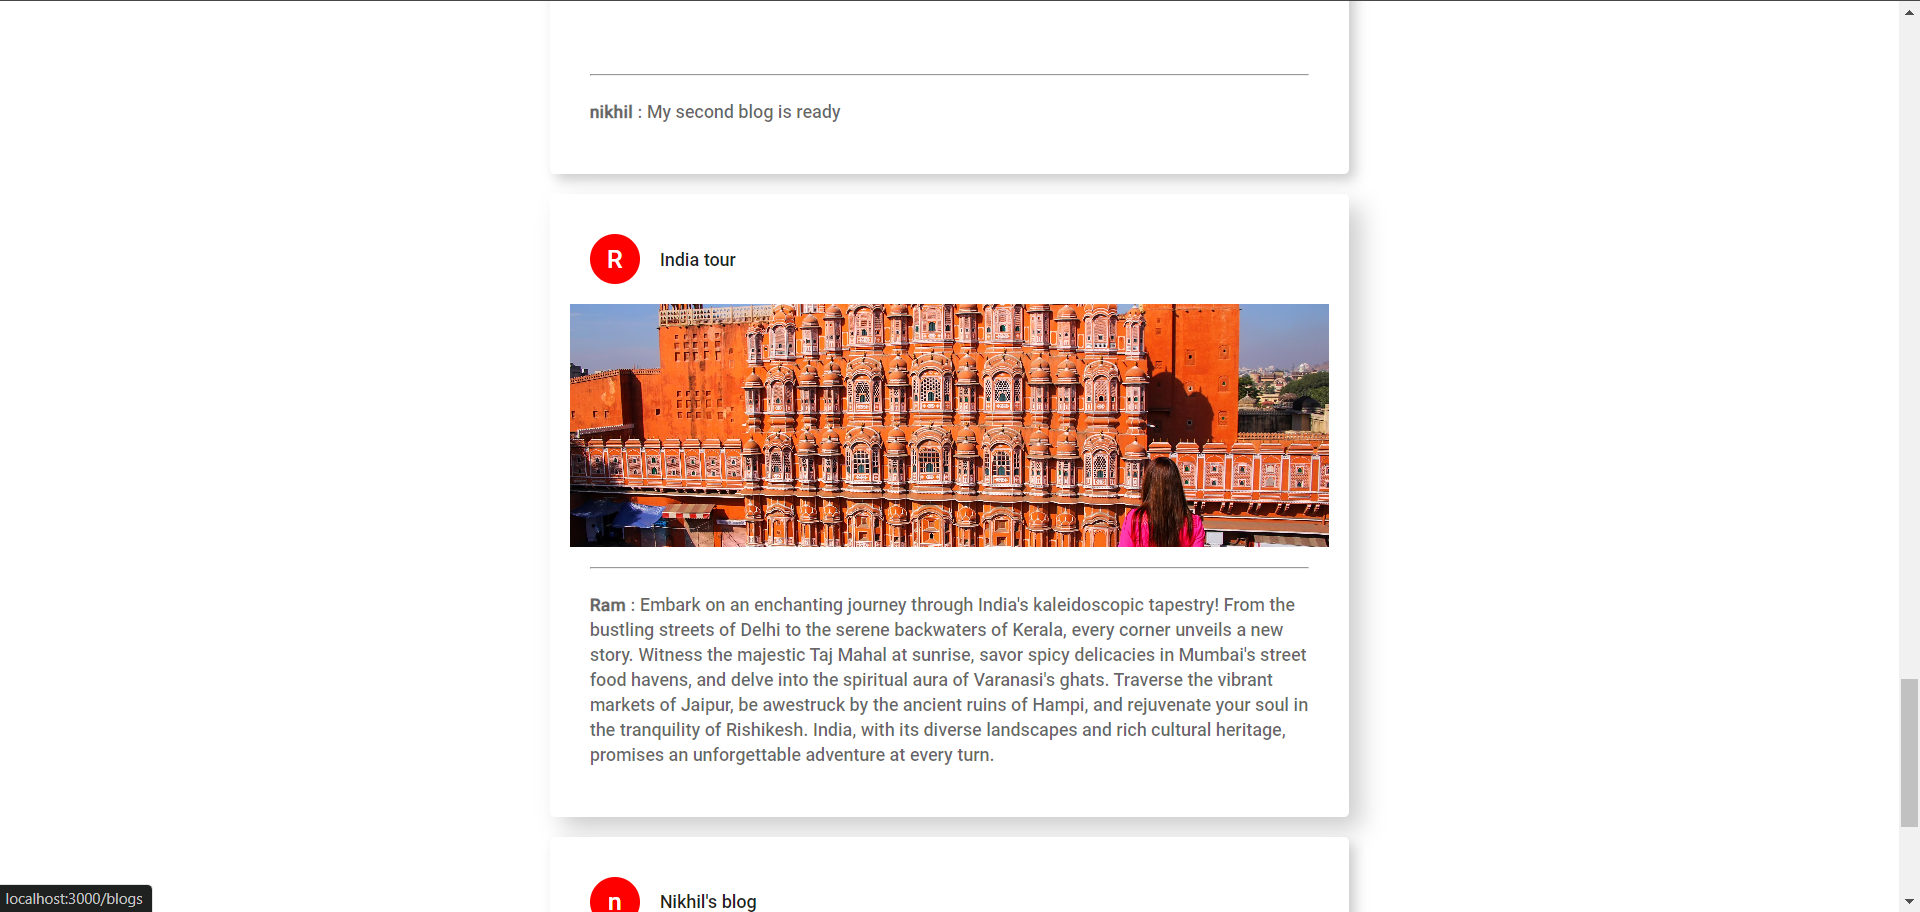 nikhil : My second blog is ready
R
India tour
Ram : Embark on an enchanting journey through India's kaleidoscopic tapestry! From the
bustling streets of Delhi to the serene backwaters of Kerala, every corner unveils a new
story. Witness the majestic Taj Mahal at sunrise, savor spicy delicacies in Mumbai's street
food havens, and delve into the spiritual aura of Varanasi's ghats. Traverse the vibrant
markets of Jaipur, be awestruck by the ancient ruins of Hampi, and rejuvenate your soul in
the tranquility of Rishikesh. India, with its diverse landscapes and rich cultural heritage,
promises an unforgettable adventure at every turn.
n
Nikhil's blog
localhost:3000/blogs